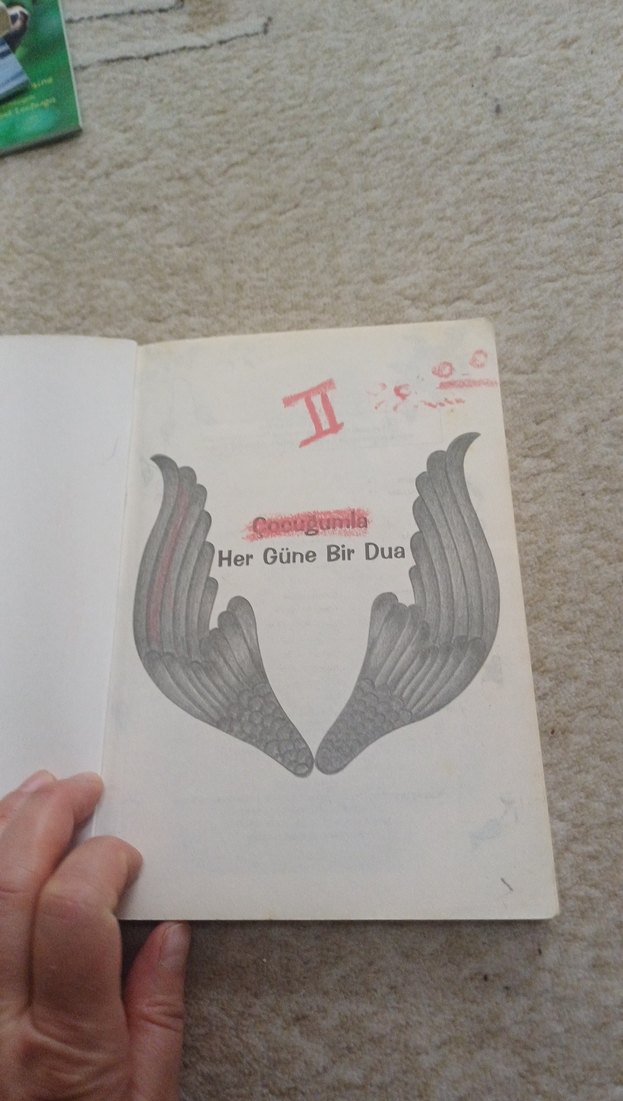 II
Çocuğumla
Her Güne Bir Dua